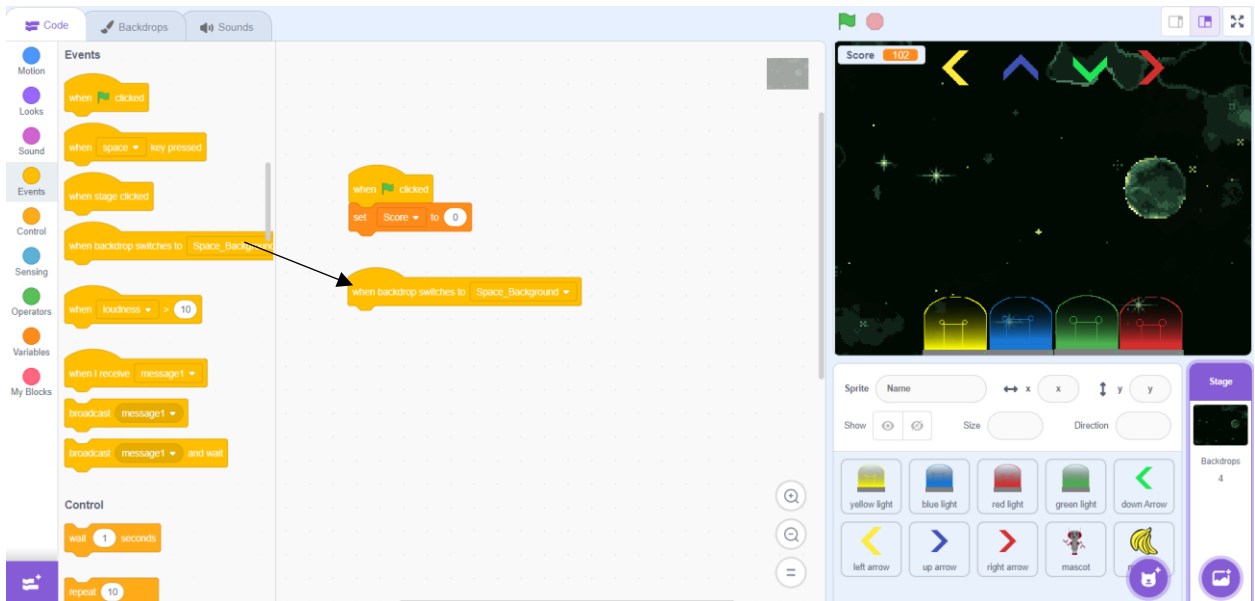 Code
Backdrops
Sounds
Motion
Looks
Sound
Events
Control
Sensing
Operators
Variables
My Blocks
Events
when clicked
when space key pressed
when stage clicked
when backdrop switches to Space_Background
when loudness > 10
when I receive message1
broadcast message1
broadcast message1 and wait
Control
wait 1 seconds
repeat 10
when clicked
set Score to 0
when backdrop switches to Space_Background
Score 102
Sprite Name x x y y
Show Size Direction
yellow light
blue light
red light
green light
down Arrow
left arrow
up arrow
right arrow
mascot
Stage
Backdrops
4